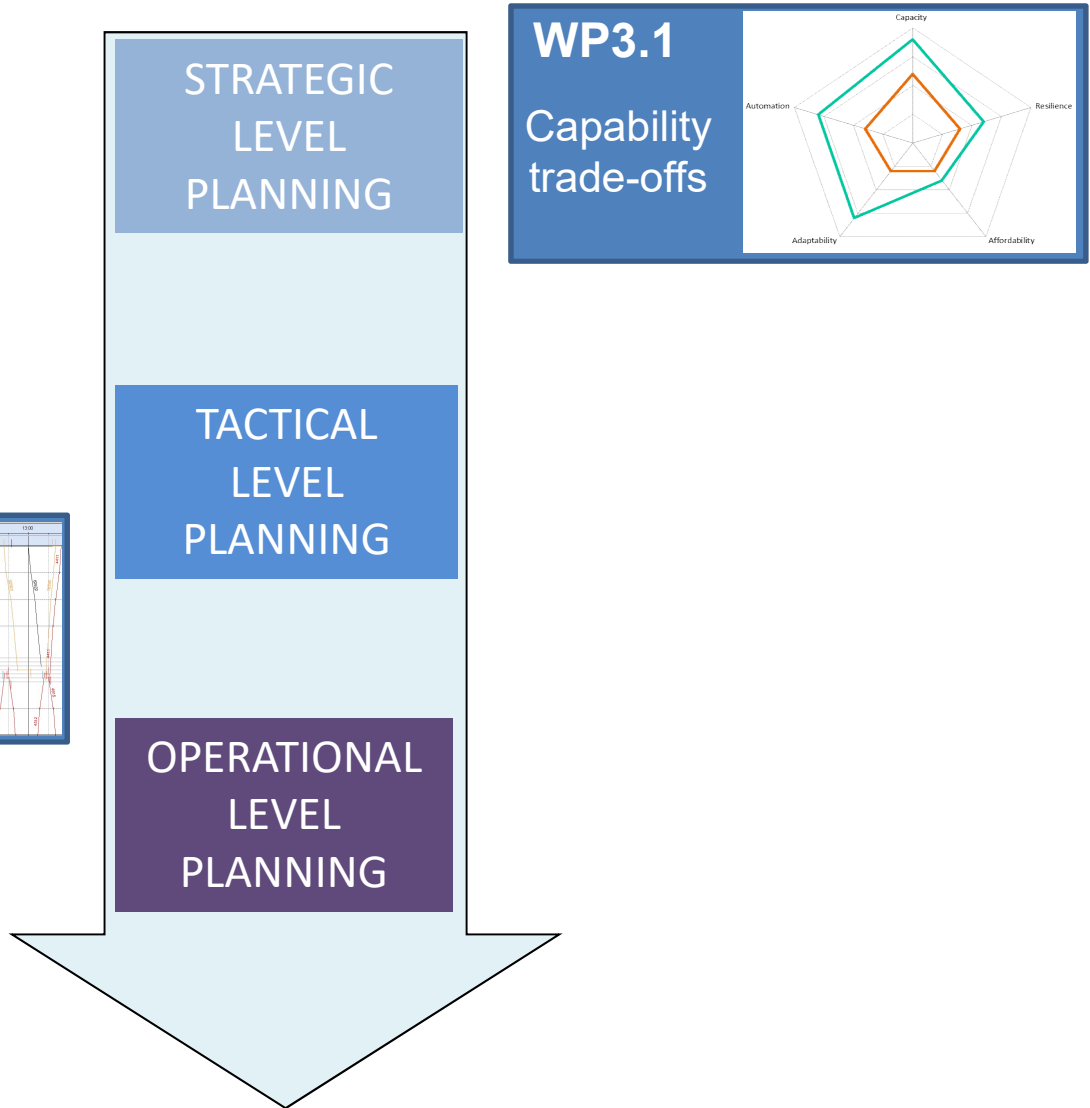 STRATEGIC
LEVEL
PLANNING
WP3.1
Capability
trade-offs
Capacity
Automation
Resilience
Adaptability
Affordability
TACTICAL
LEVEL
PLANNING
OPERATIONAL
LEVEL
PLANNING